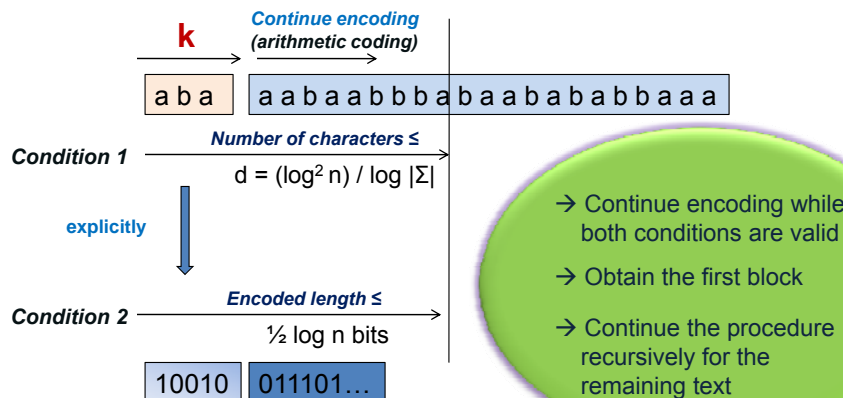 k
Continue encoding
(arithmetic coding)
a b a
a a b a a b b b a b a a b a b a b b a a a
Condition 1
Number of characters ≤
d = (log² n) / log |Σ|
explicitly
Condition 2
Encoded length ≤
½ log n bits
10010
011101…
→ Continue encoding while
both conditions are valid
→ Obtain the first block
→ Continue the procedure
recursively for the
remaining text